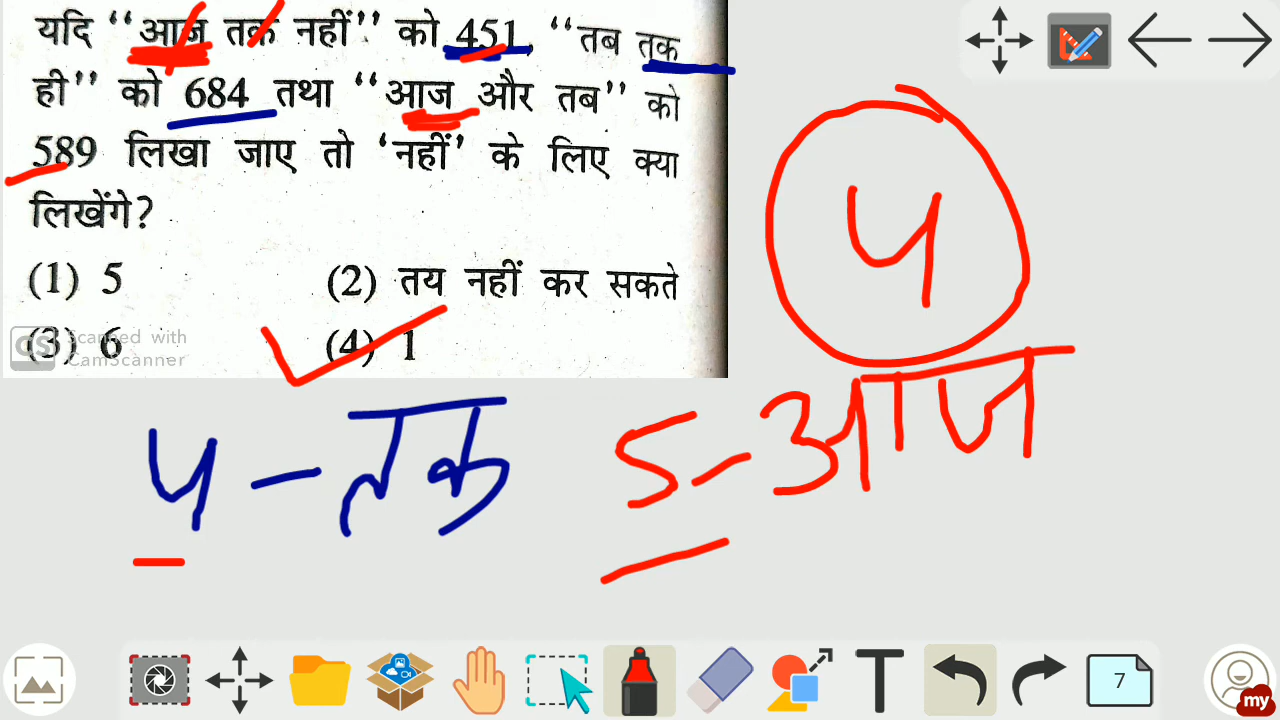 यदि “आज तक नहीं” को 451, “तब तक
ही” को 684 तथा “आज और तब” को
589 लिखा जाए तो ‘नहीं’ के लिए क्या
लिखेंगे?
(1) 5 (2) तय नहीं कर सकते
(3) 6 (4) 1
CS Scanned with
CamScanner
4
4 – तक 5 – आज
T
7
my